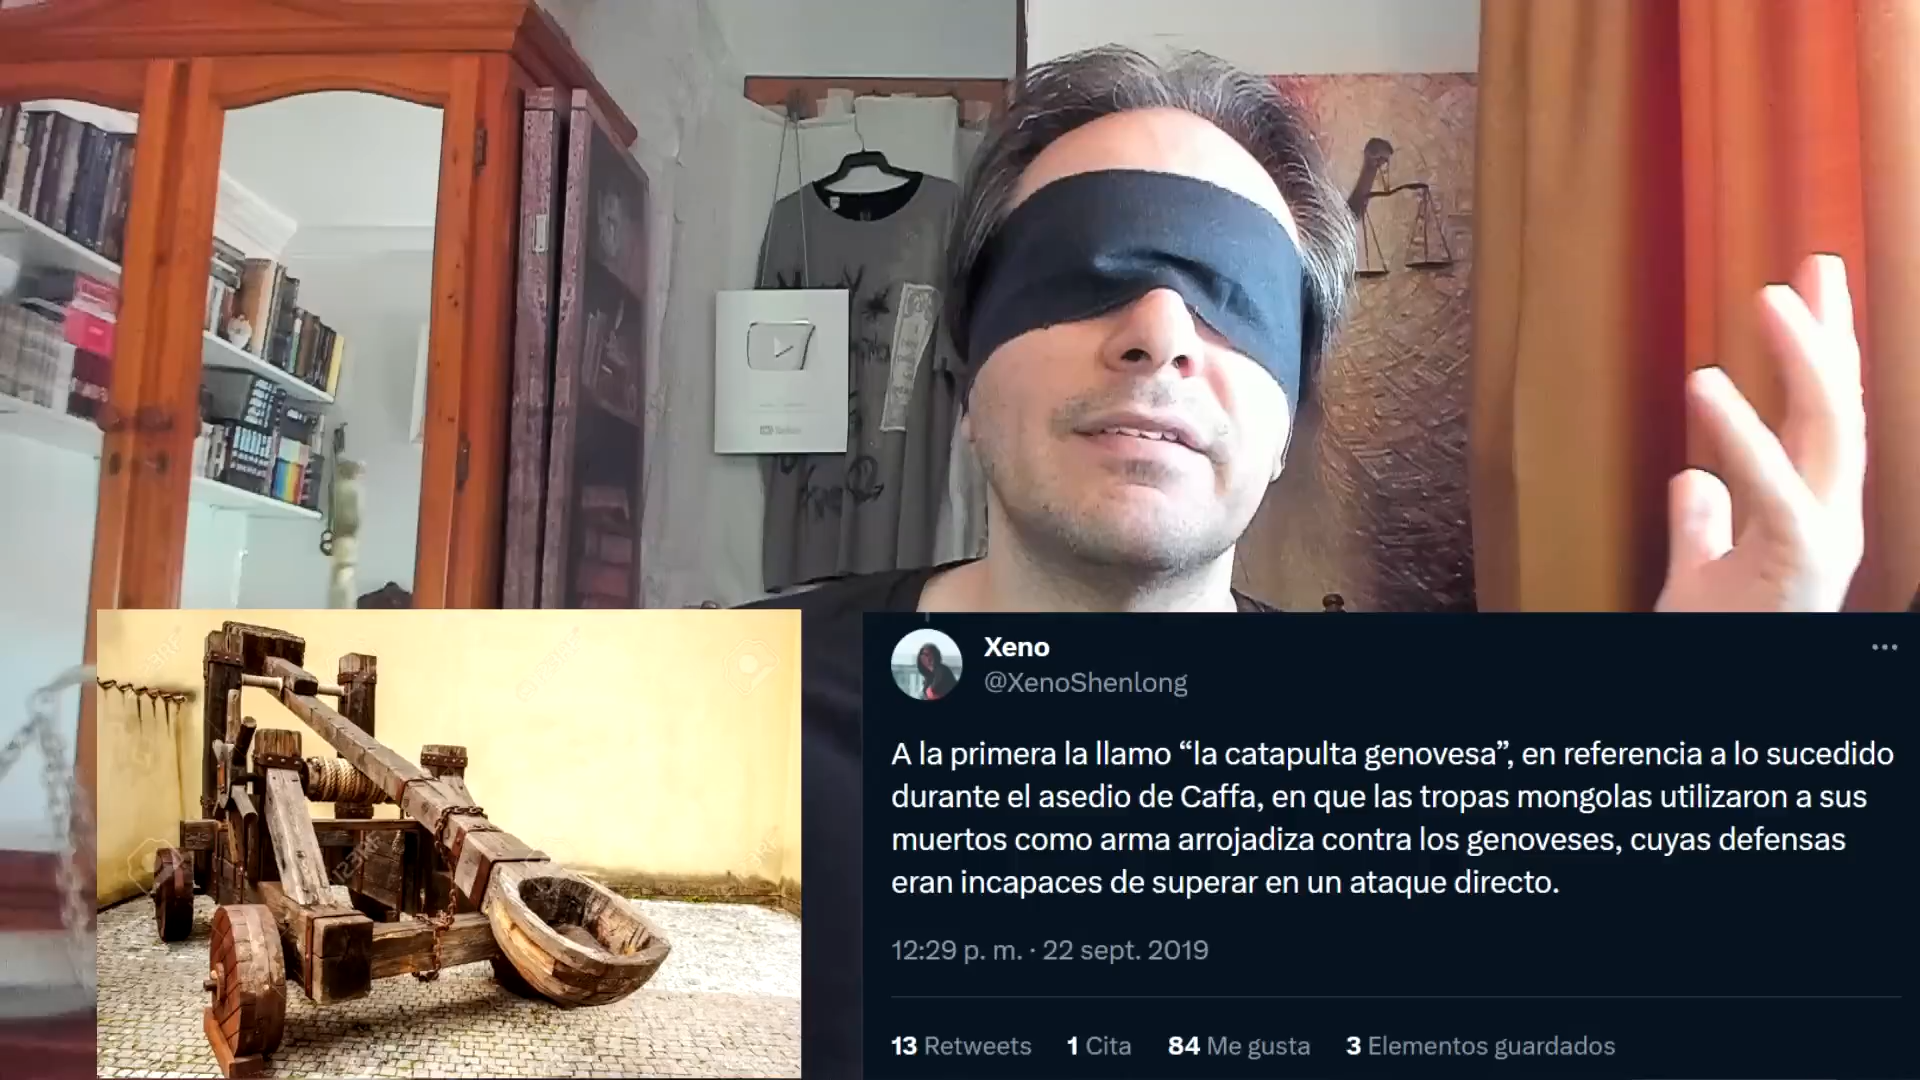 Xeno
@XenoShenlong
A la primera la llamo “la catapulta genovesa”, en referencia a lo sucedido
durante el asedio de Caffa, en que las tropas mongolas utilizaron a sus
muertos como arma arrojadiza contra los genoveses, cuyas defensas
eran incapaces de superar en un ataque directo.
12:29 p. m. · 22 sept. 2019
13 Retweets 1 Cita 84 Me gusta 3 Elementos guardados
123RF